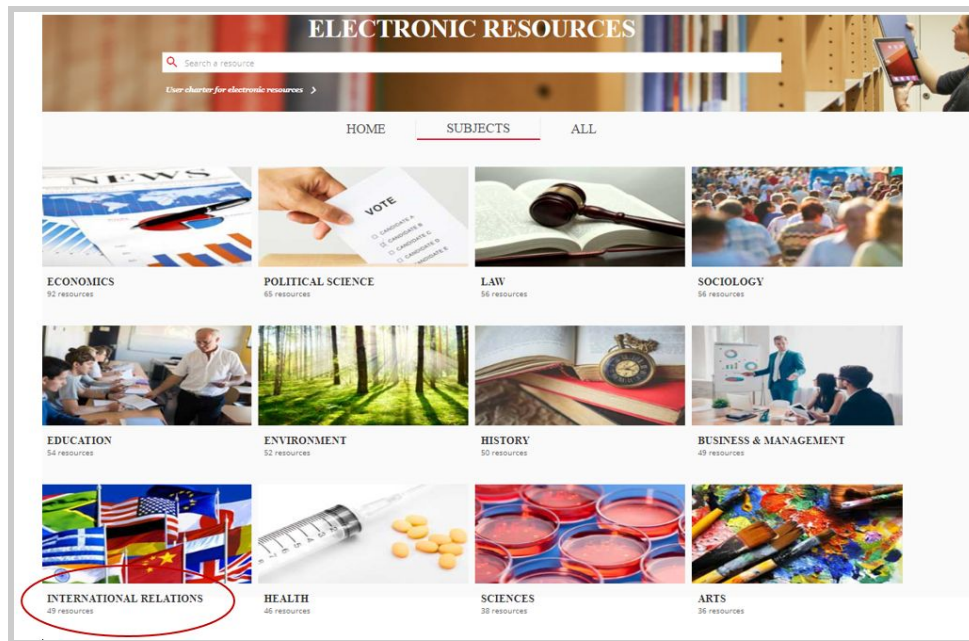 ELECTRONIC RESOURCES
Search a resource
User charter for electronic resources >
HOME SUBJECTS ALL
NEWS
VOTE
CANDIDATE A
CANDIDATE B
CANDIDATE C
CANDIDATE D
CANDIDATE E
ECONOMICS
92 resources
POLITICAL SCIENCE
65 resources
LAW
56 resources
SOCIOLOGY
56 resources
EDUCATION
54 resources
ENVIRONMENT
52 resources
HISTORY
50 resources
BUSINESS & MANAGEMENT
49 resources
INTERNATIONAL RELATIONS
49 resources
HEALTH
46 resources
SCIENCES
38 resources
ARTS
36 resources